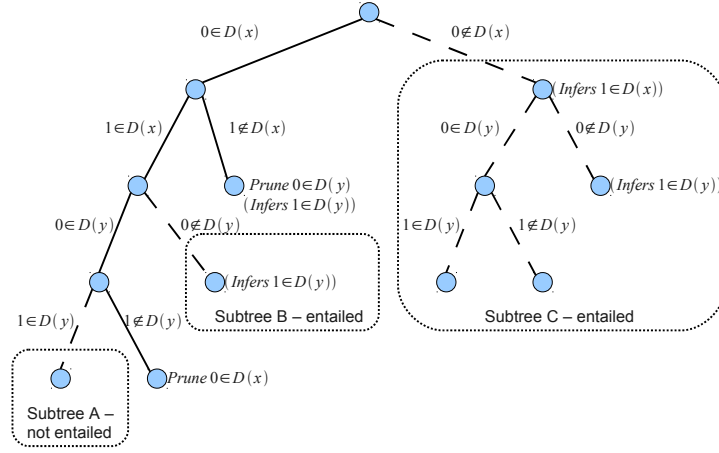 0∈D(x)
0∉D(x)
(Infers 1∈D(x))
1∈D(x)
1∉D(x)
0∈D(y)
0∉D(y)
Prune 0∈D(y)
(Infers 1∈D(y))
(Infers 1∈D(y))
0∈D(y)
0∉D(y)
1∈D(y)
1∉D(y)
(Infers 1∈D(y))
Subtree B – entailed
Subtree C – entailed
1∈D(y)
1∉D(y)
Prune 0∈D(x)
Subtree A –
not entailed